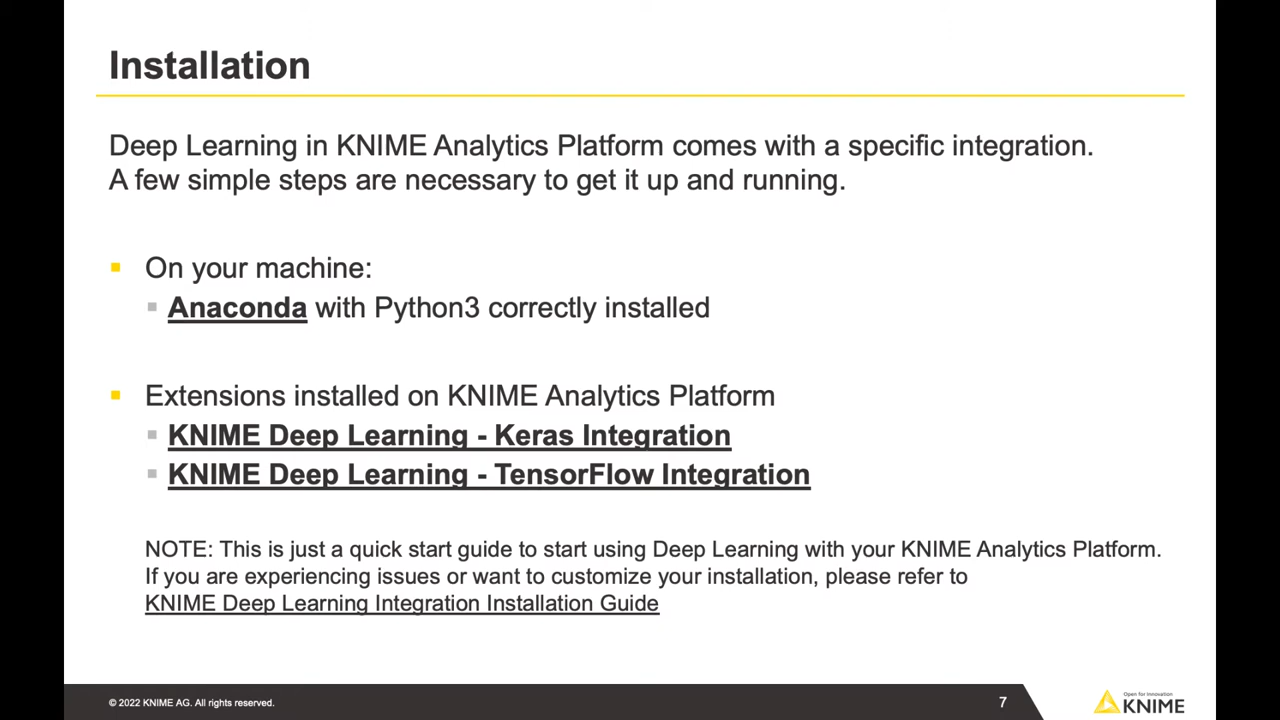 Installation
Deep Learning in KNIME Analytics Platform comes with a specific integration.
A few simple steps are necessary to get it up and running.
On your machine:
Anaconda with Python3 correctly installed
Extensions installed on KNIME Analytics Platform
KNIME Deep Learning - Keras Integration
KNIME Deep Learning - TensorFlow Integration
NOTE: This is just a quick start guide to start using Deep Learning with your KNIME Analytics Platform.
If you are experiencing issues or want to customize your installation, please refer to
KNIME Deep Learning Integration Installation Guide
© 2022 KNIME AG. All rights reserved.
7
Open for Innovation
KNIME